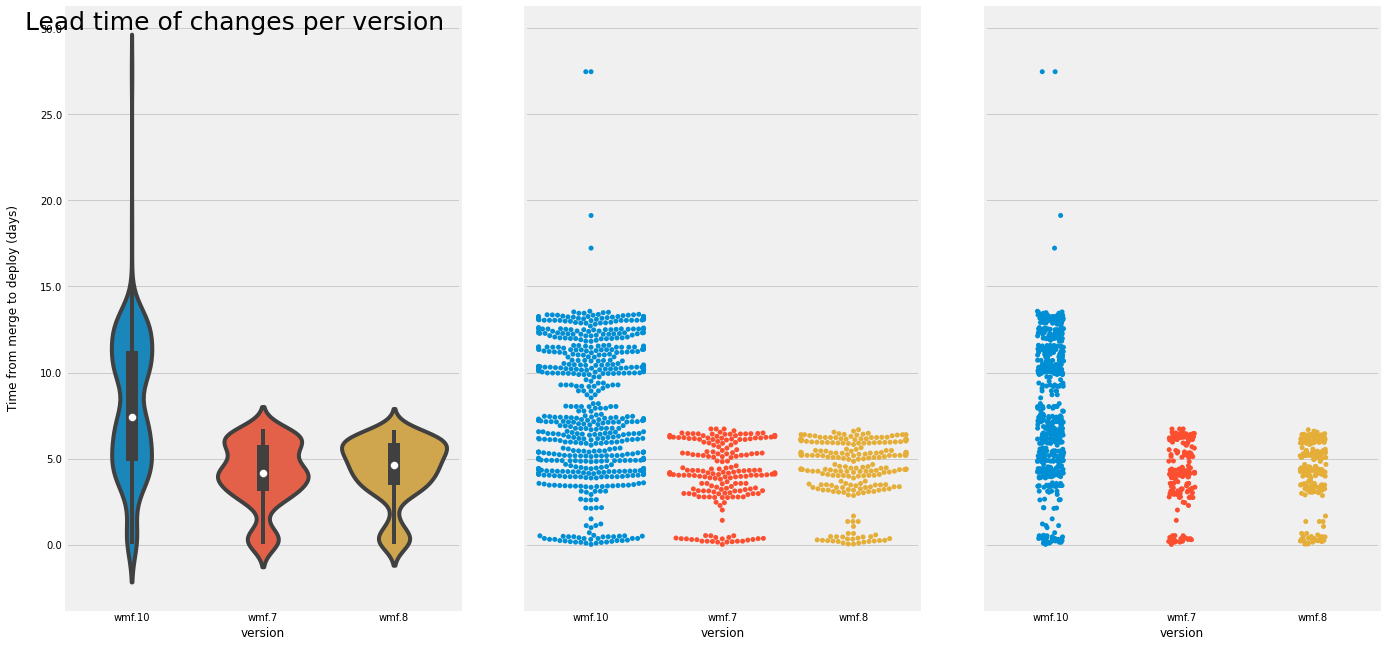 Lead time of changes per version
30.0
25.0
20.0
15.0
10.0
5.0
0.0
Time from merge to deploy (days)
wmf.10 wmf.7 wmf.8
version
wmf.10 wmf.7 wmf.8
version
wmf.10 wmf.7 wmf.8
version